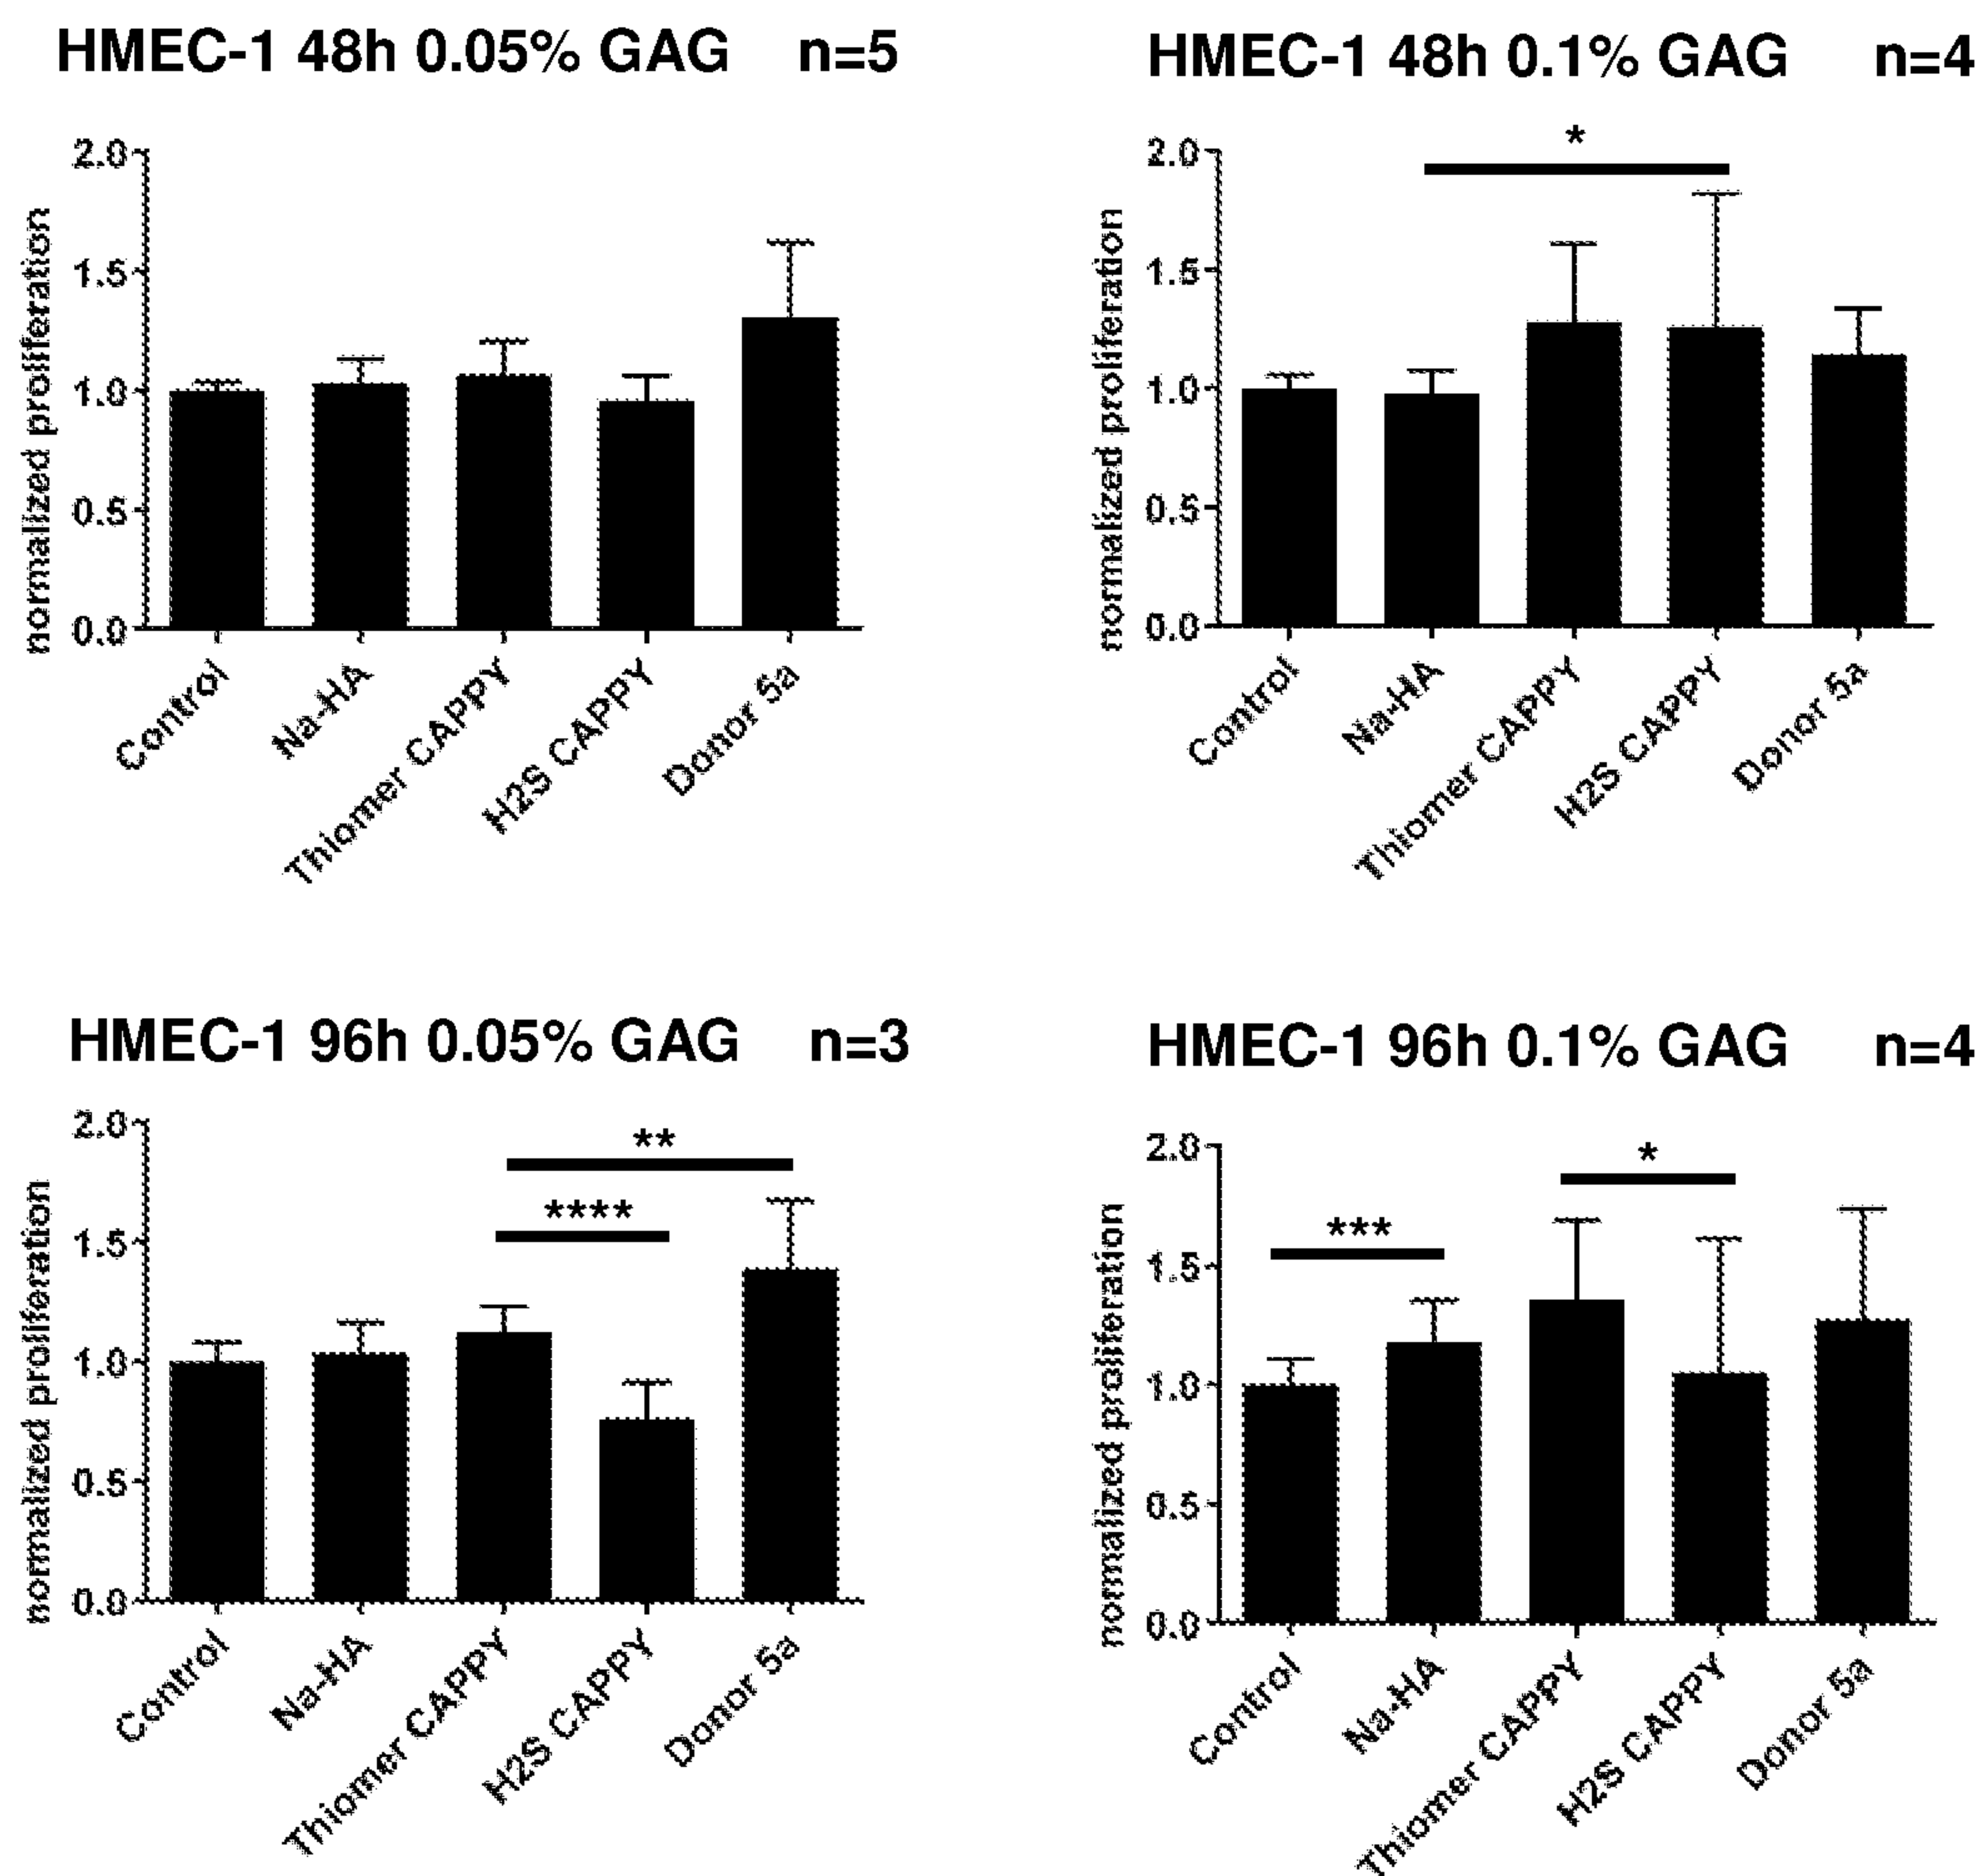 HMEC-1 48h 0.05% GAG n=5
normalized proliferation
2.0
1.5
1.0
0.5
0.0
Control
Na-HA
Thiomer CAPPY
H2S CAPPY
Donor 5a
HMEC-1 48h 0.1% GAG n=4
*
normalized proliferation
2.0
1.5
1.0
0.5
0.0
Control
Na-HA
Thiomer CAPPY
H2S CAPPY
Donor 5a
HMEC-1 96h 0.05% GAG n=3
**
****
normalized proliferation
2.0
1.5
1.0
0.5
0.0
Control
Na-HA
Thiomer CAPPY
H2S CAPPY
Donor 5a
HMEC-1 96h 0.1% GAG n=4
*
***
normalized proliferation
2.0
1.5
1.0
0.5
0.0
Control
Na-HA
Thiomer CAPPY
H2S CAPPY
Donor 5a